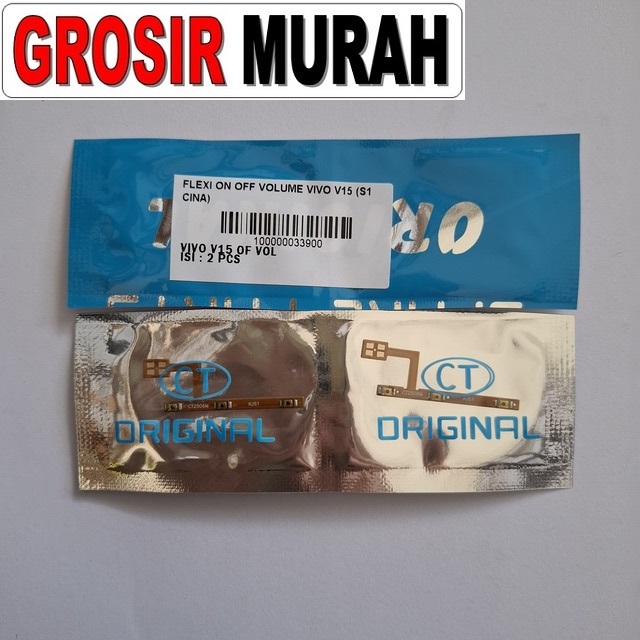 GROSIR MURAH
FLEXI ON OFF VOLUME VIVO V15 (S1
CINA)
100000033900
VIVO V15 OF VOL
ISI : 2 PCS
CT
CT
ORIGINAL
ORIGINAL